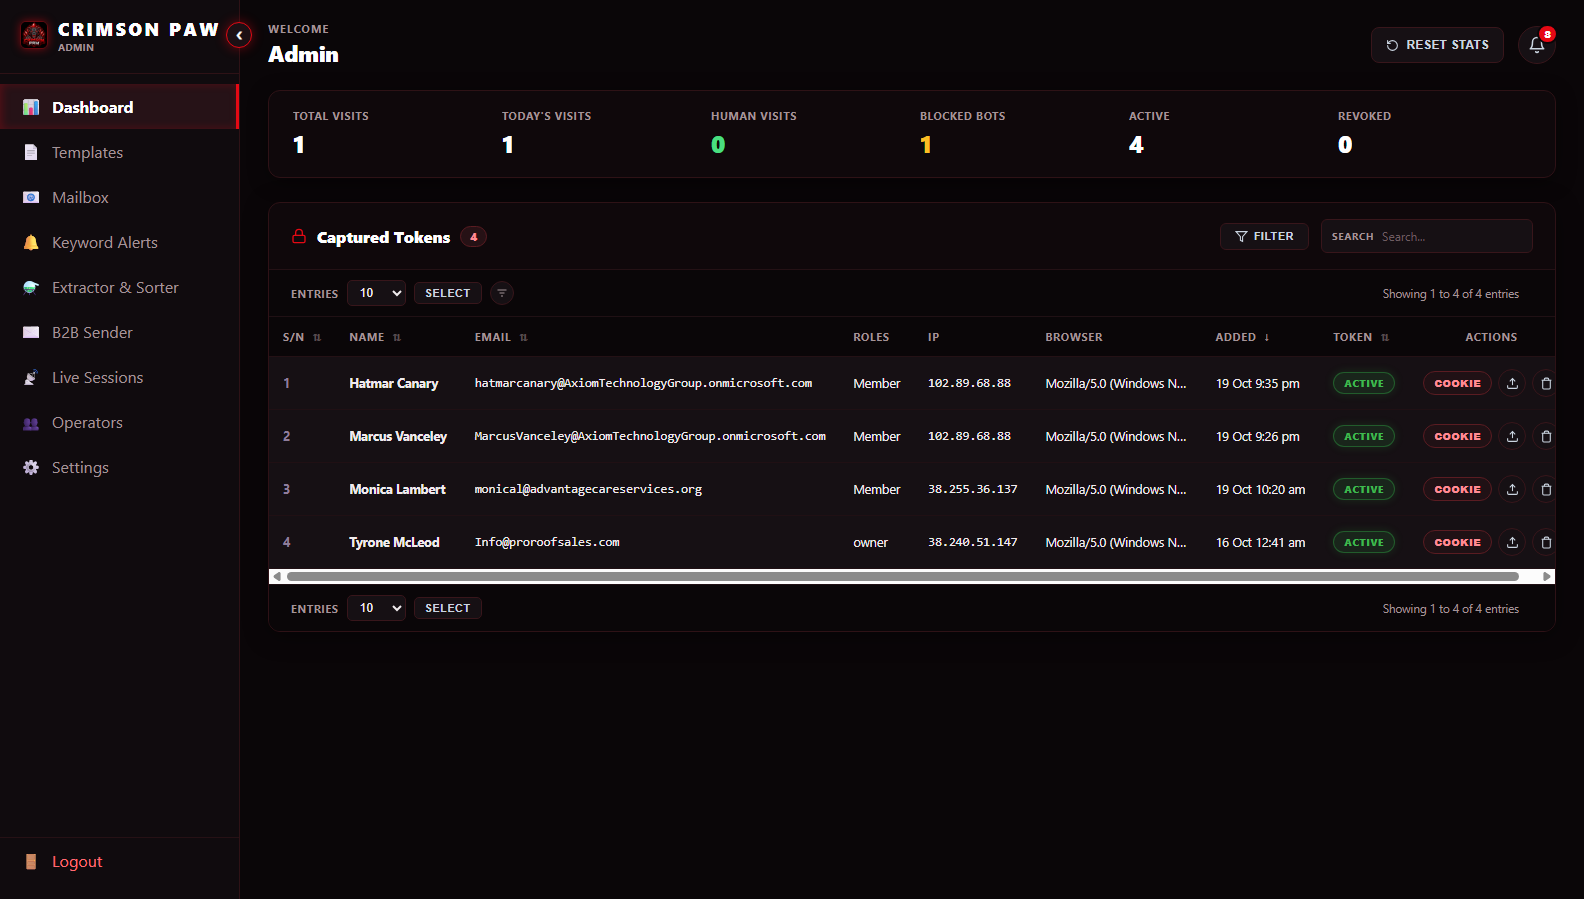 CRIMSON PAW
ADMIN
Dashboard
Templates
Mailbox
Keyword Alerts
Extractor & Sorter
B2B Sender
Live Sessions
Operators
Settings
Logout
WELCOME
Admin
RESET STATS
8
TOTAL VISITS TODAY'S VISITS HUMAN VISITS BLOCKED BOTS ACTIVE REVOKED
1 1 0 1 4 0
Captured Tokens 4 FILTER SEARCH Search...
ENTRIES 10 SELECT Showing 1 to 4 of 4 entries
S/N NAME EMAIL ROLES IP BROWSER ADDED ↓ TOKEN ACTIONS
1 Hatmar Canary hatmarcanary@AxiomTechnologyGroup.onmicrosoft.com Member 102.89.68.88 Mozilla/5.0 (Windows N... 19 Oct 9:35 pm ACTIVE COOKIE
2 Marcus Vanceley MarcusVanceley@AxiomTechnologyGroup.onmicrosoft.com Member 102.89.68.88 Mozilla/5.0 (Windows N... 19 Oct 9:26 pm ACTIVE COOKIE
3 Monica Lambert monical@advantagecareservices.org Member 38.255.36.137 Mozilla/5.0 (Windows N... 19 Oct 10:20 am ACTIVE COOKIE
4 Tyrone McLeod Info@proroofsales.com owner 38.240.51.147 Mozilla/5.0 (Windows N... 16 Oct 12:41 am ACTIVE COOKIE
ENTRIES 10 SELECT Showing 1 to 4 of 4 entries